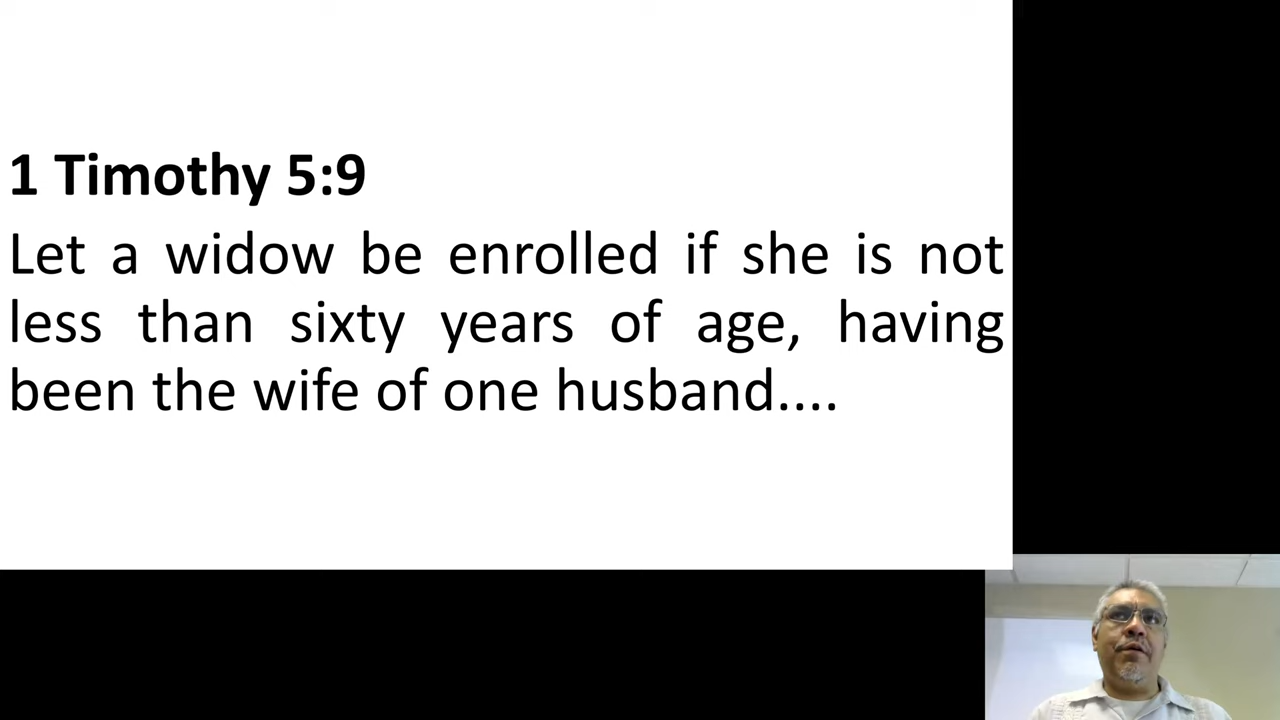 1 Timothy 5:9
Let a widow be enrolled if she is not
less than sixty years of age, having
been the wife of one husband....